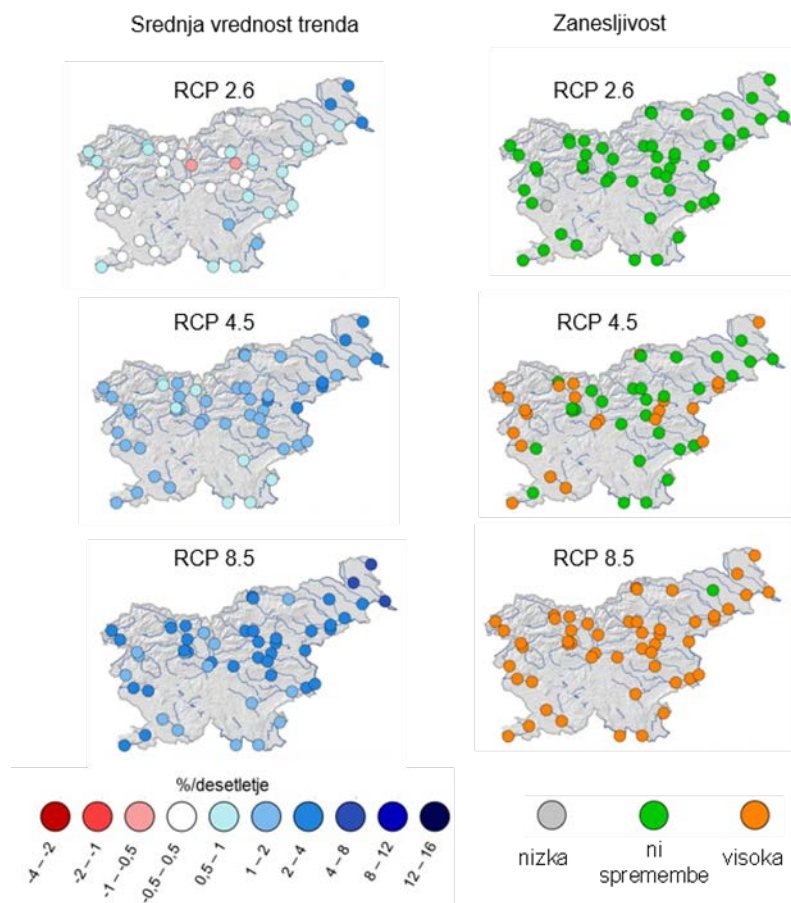 Srednja vrednost trenda
Zanesljivost
RCP 2.6
RCP 2.6
RCP 4.5
RCP 4.5
RCP 8.5
RCP 8.5
%/desetletje
-4 – -2
-2 – -1
-1 – -0,5
-0,5 – 0,5
0,5 – 1
1 – 2
2 – 4
4 – 8
8 – 12
12 – 16
nizka
ni
spremembe
visoka